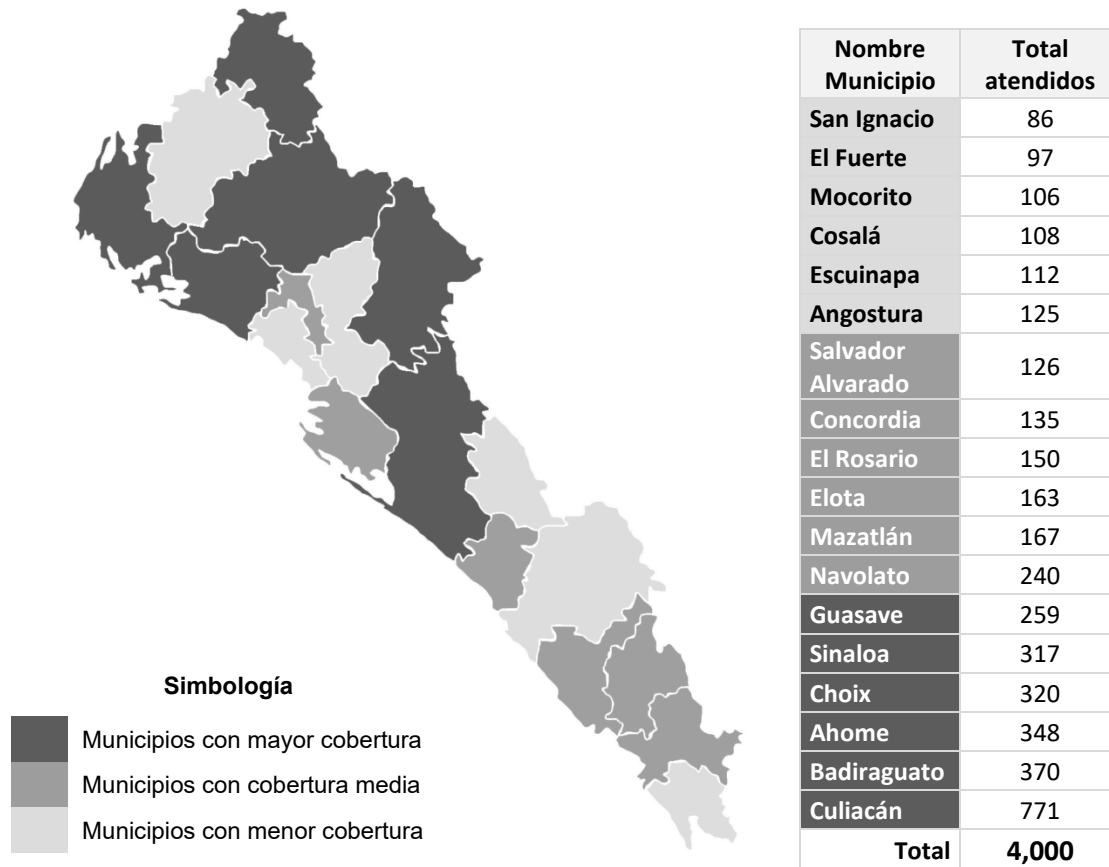 Nombre Municipio Total atendidos
San Ignacio 86
El Fuerte 97
Mocorito 106
Cosalá 108
Escuinapa 112
Angostura 125
Salvador Alvarado 126
Concordia 135
El Rosario 150
Elota 163
Mazatlán 167
Navolato 240
Guasave 259
Sinaloa 317
Choix 320
Ahome 348
Badiraguato 370
Culiacán 771
Total 4,000
Simbología
Municipios con mayor cobertura
Municipios con cobertura media
Municipios con menor cobertura